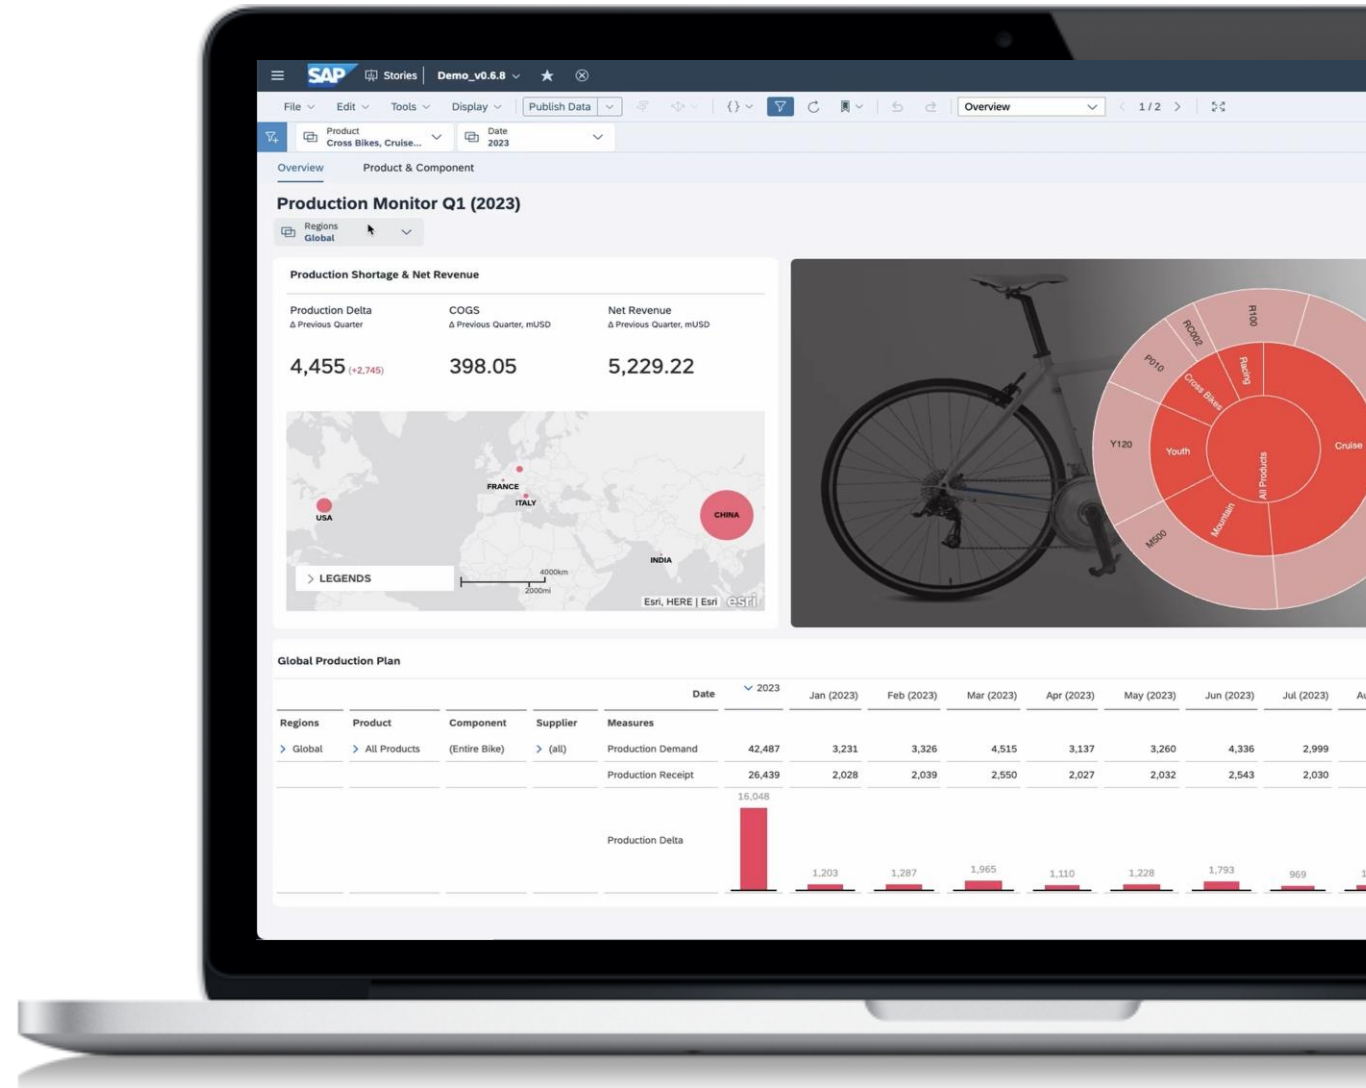 SAP Stories Demo_v0.6.8
File Edit Tools Display Publish Data {} Overview 1/2
Product
Cross Bikes, Cruise...
Date
2023
Overview Product & Component
Production Monitor Q1 (2023)
Regions
Global
Production Shortage & Net Revenue
Production Delta COGS Net Revenue
Δ Previous Quarter Δ Previous Quarter, mUSD Δ Previous Quarter, mUSD
4,455 (+2,745) 398.05 5,229.22
USA
FRANCE
ITALY
CHINA
INDIA
> LEGENDS
4000km
2000mi
Esri, HERE | Esri esri
R100
RC002
P010
Racing
Cross Bikes
Y120
Youth
All Products
Cruise
Mountain
M500
Global Production Plan
Date 2023 Jan (2023) Feb (2023) Mar (2023) Apr (2023) May (2023) Jun (2023) Jul (2023) Au
Regions Product Component Supplier Measures
> Global > All Products (Entire Bike) > (all) Production Demand 42,487 3,231 3,326 4,515 3,137 3,260 4,336 2,999
Production Receipt 26,439 2,028 2,039 2,550 2,027 2,032 2,543 2,030
Production Delta 16,048 1,203 1,287 1,965 1,110 1,228 1,793 969 1